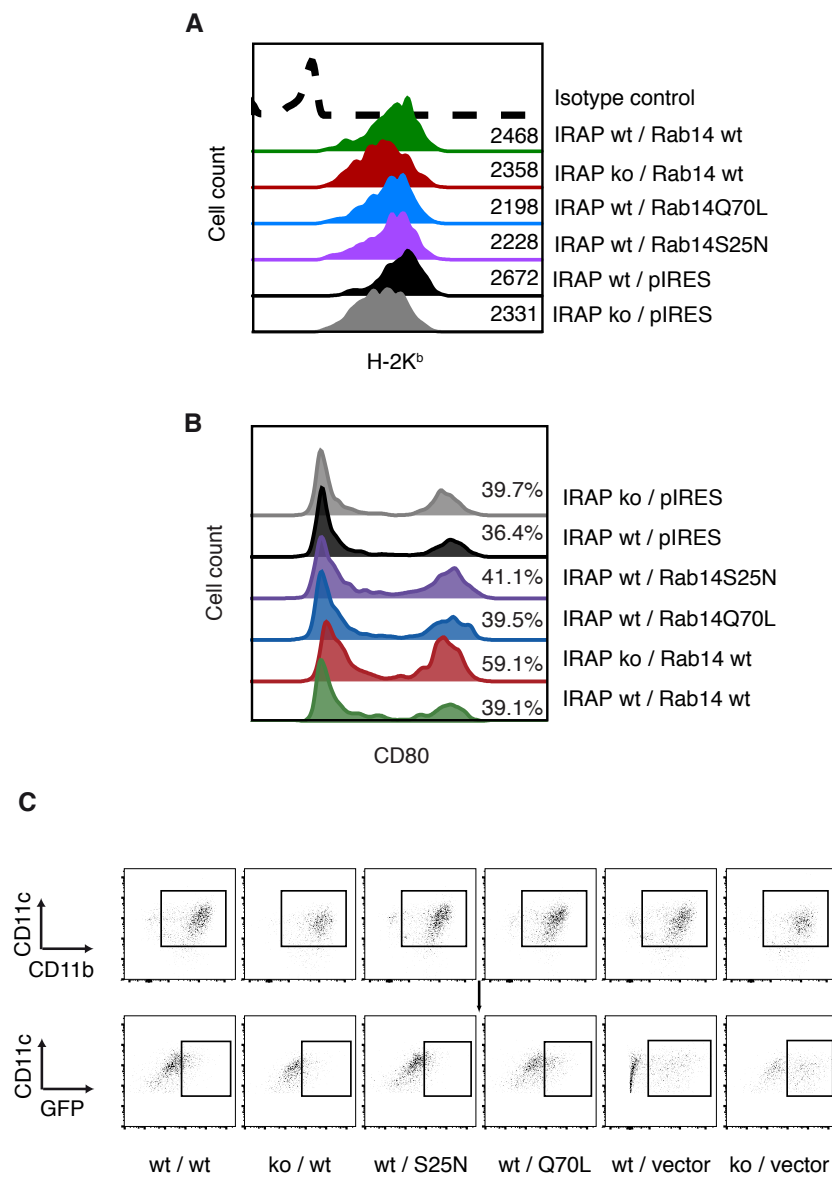 A
Isotype control
2468 IRAP wt / Rab14 wt
2358 IRAP ko / Rab14 wt
2198 IRAP wt / Rab14Q70L
2228 IRAP wt / Rab14S25N
2672 IRAP wt / pIRES
2331 IRAP ko / pIRES
Cell count
H-2Kᵇ
B
39.7% IRAP ko / pIRES
36.4% IRAP wt / pIRES
41.1% IRAP wt / Rab14S25N
39.5% IRAP wt / Rab14Q70L
59.1% IRAP ko / Rab14 wt
39.1% IRAP wt / Rab14 wt
Cell count
CD80
C
CD11c
CD11b
CD11c
GFP
wt / wt ko / wt wt / S25N wt / Q70L wt / vector ko / vector